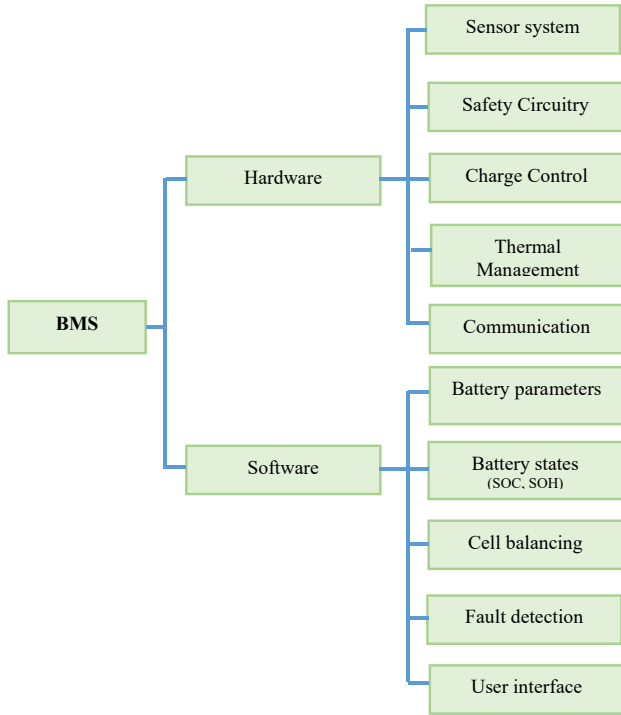 Sensor system
Safety Circuitry
Hardware
Charge Control
Thermal
Management
BMS
Communication
Battery parameters
Software
Battery states
(SOC, SOH)
Cell balancing
Fault detection
User interface